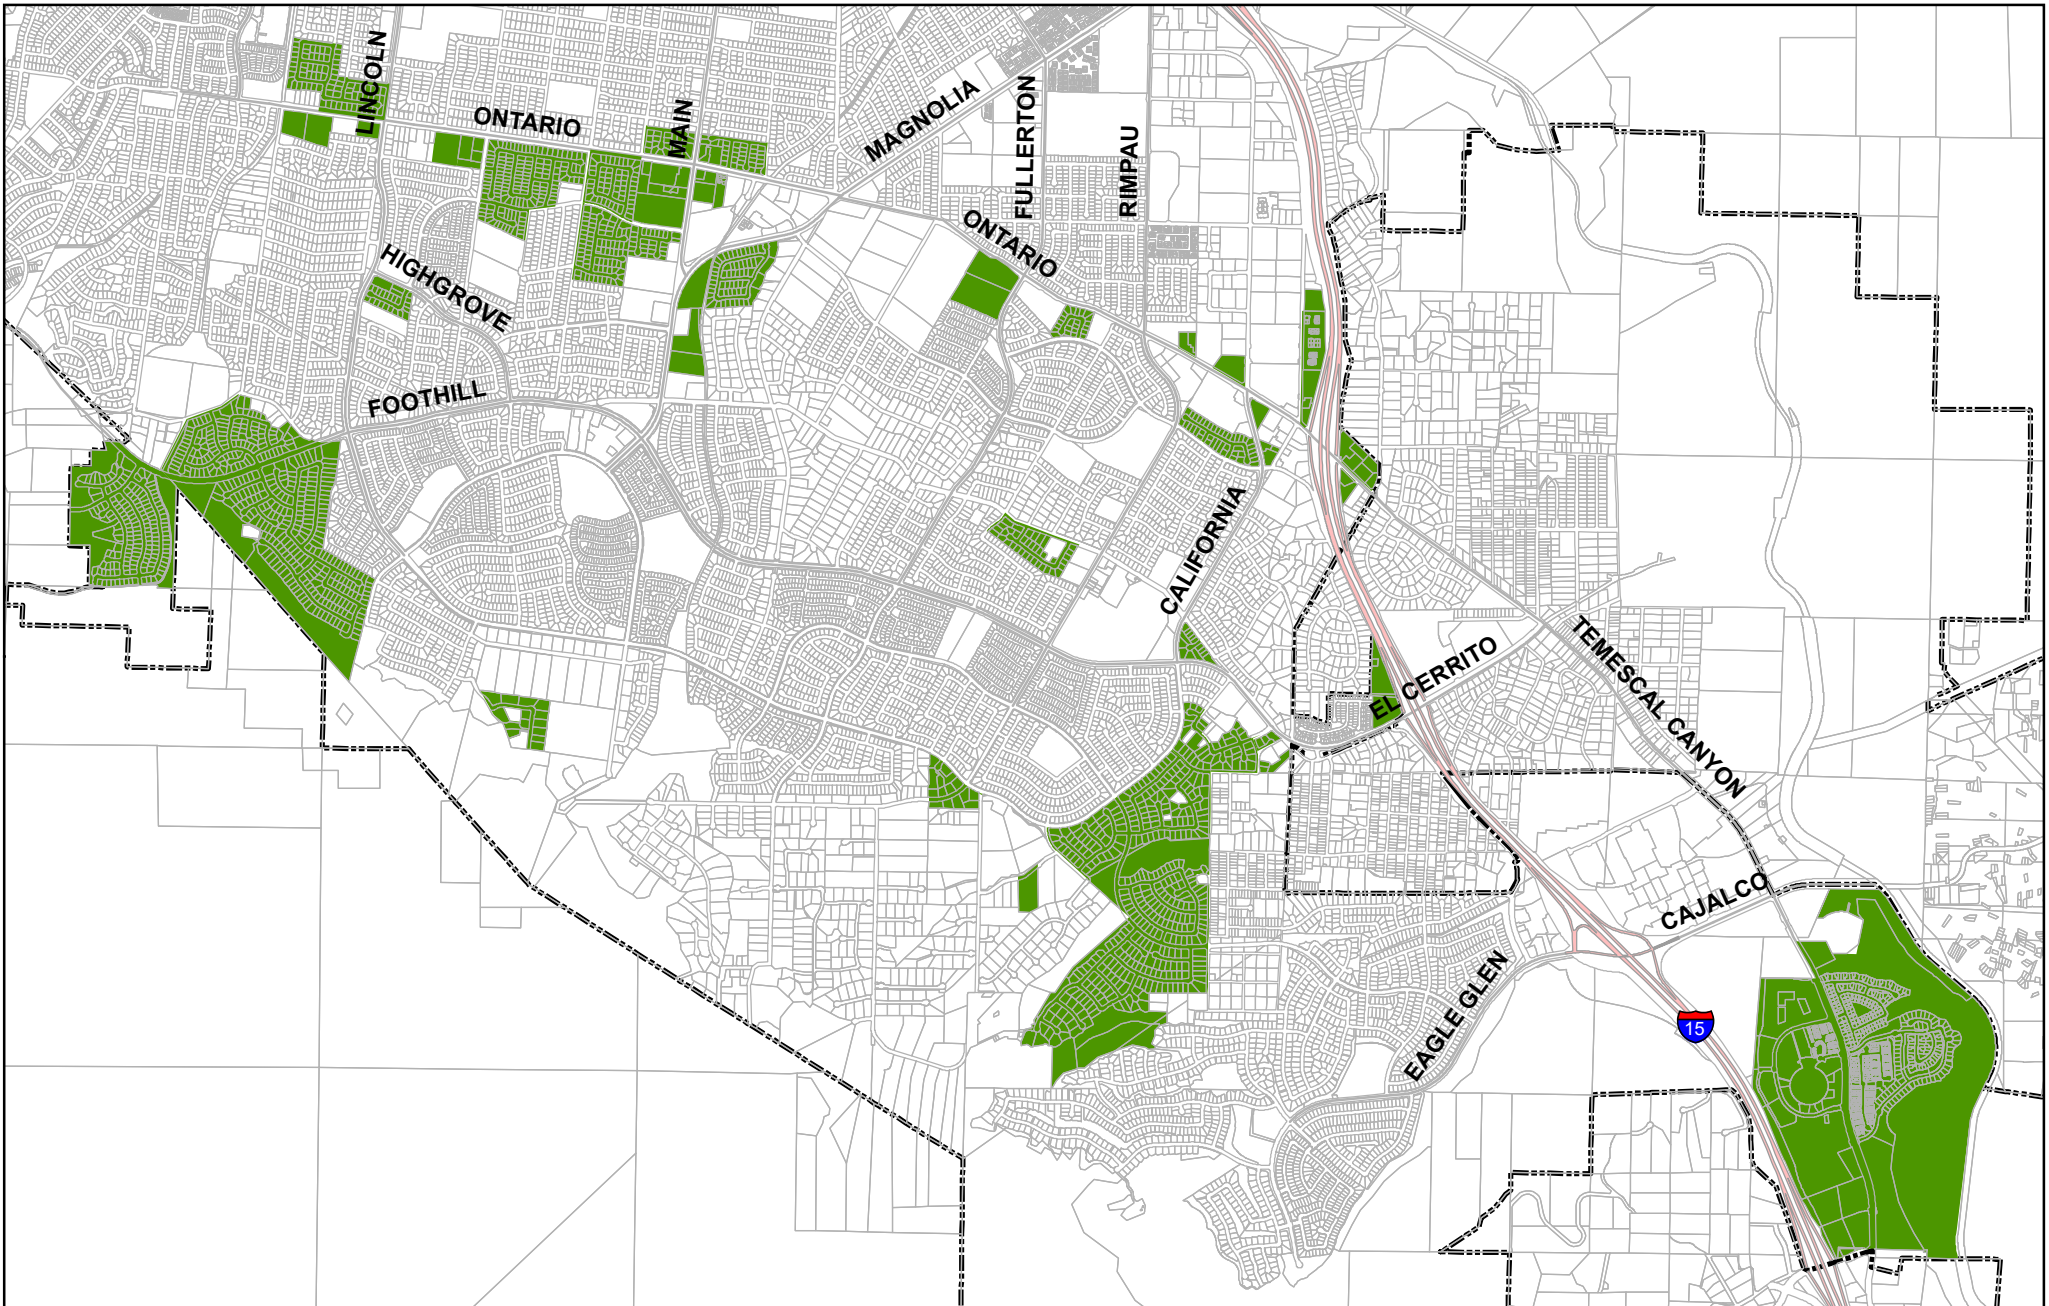 LINCOLN
ONTARIO
MAIN
MAGNOLIA
FULLERTON
RIMPAU
ONTARIO
HIGHGROVE
FOOTHILL
CALIFORNIA
EL CERRITO
TEMESCAL CANYON
CAJALCO
EAGLE GLEN
15